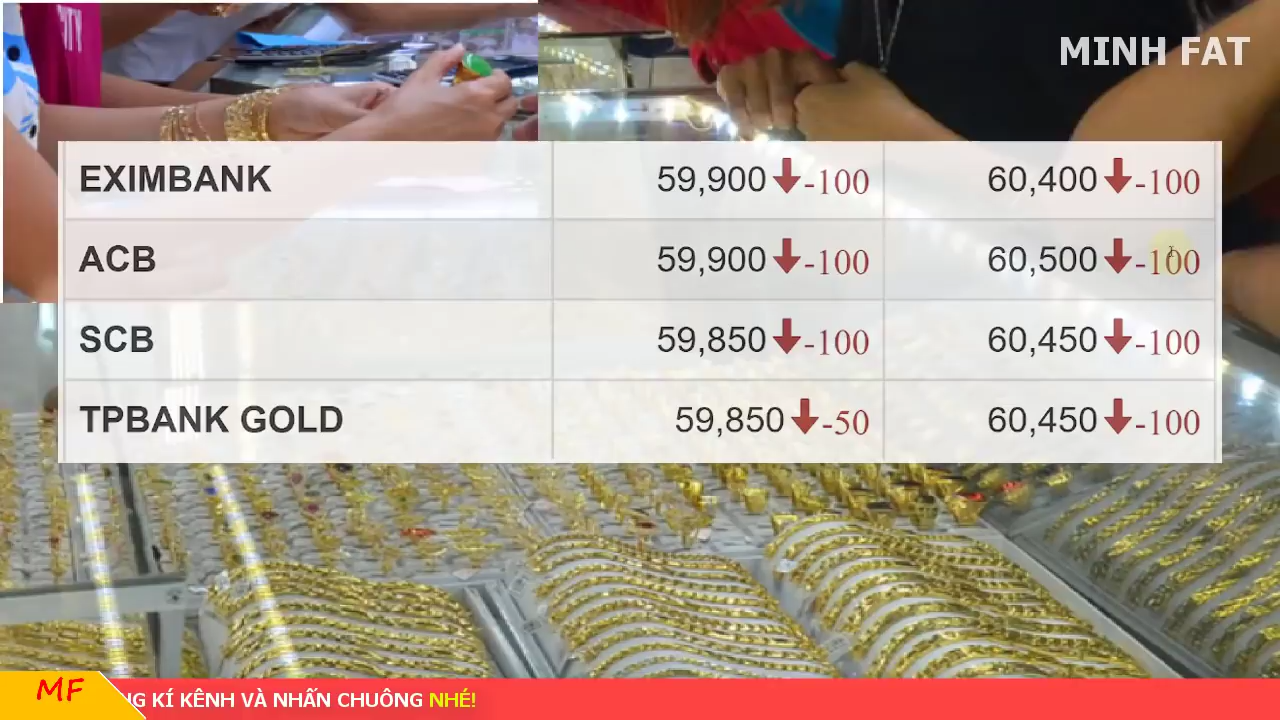 MINH FAT
EXIMBANK 59,900 -100 60,400 -100
ACB 59,900 -100 60,500 -100
SCB 59,850 -100 60,450 -100
TPBANK GOLD 59,850 -50 60,450 -100
MF
KÍ KÊNH VÀ NHẤN CHUÔNG NHÉ!